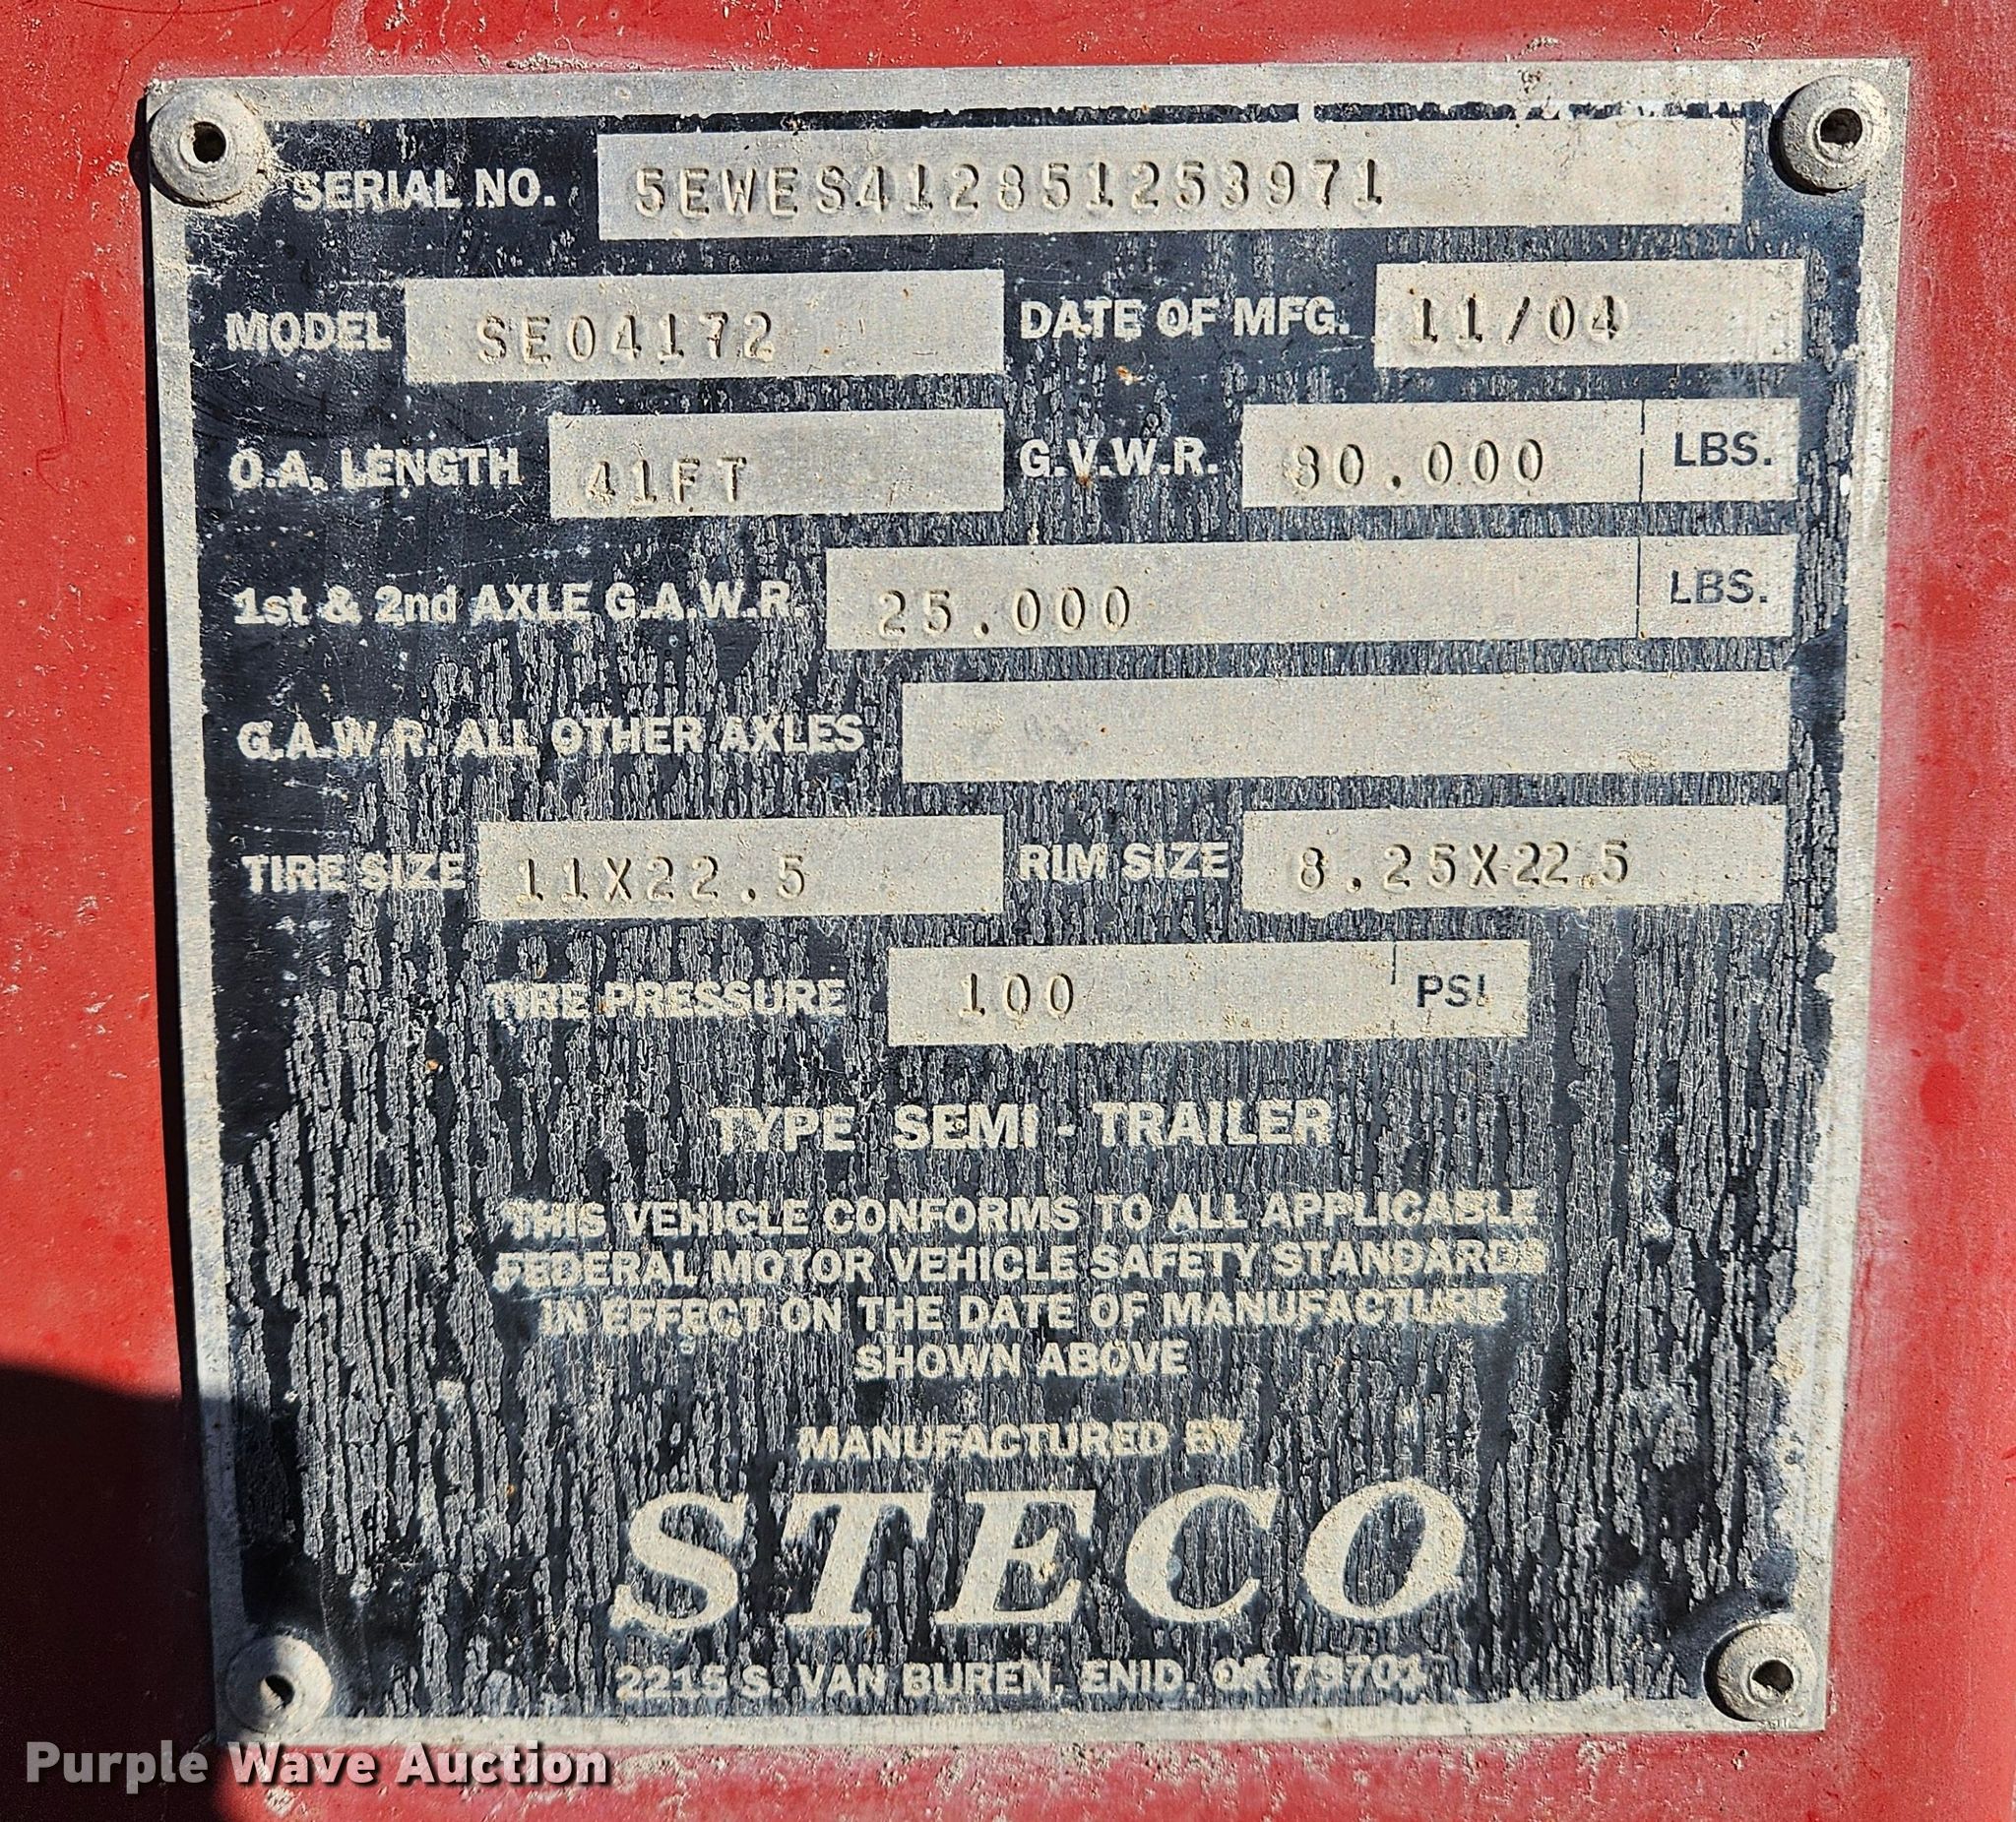 SERIAL NO. 5EWES412851253971
MODEL SE04172 DATE OF MFG. 11/04
O.A. LENGTH 41FT G.V.W.R. 80.000 LBS.
1st & 2nd AXLE G.A.W.R. 25.000 LBS.
G.A.W.R. ALL OTHER AXLES
TIRE SIZE 11X22.5 RIM SIZE 8.25X22.5
TIRE PRESSURE 100 PSI
TYPE SEMI - TRAILER
THIS VEHICLE CONFORMS TO ALL APPLICABLE
FEDERAL MOTOR VEHICLE SAFETY STANDARDS
IN EFFECT ON THE DATE OF MANUFACTURE
SHOWN ABOVE
MANUFACTURED BY
STECO
2215 S. VAN BUREN, ENID, OK 73701
Purple Wave Auction